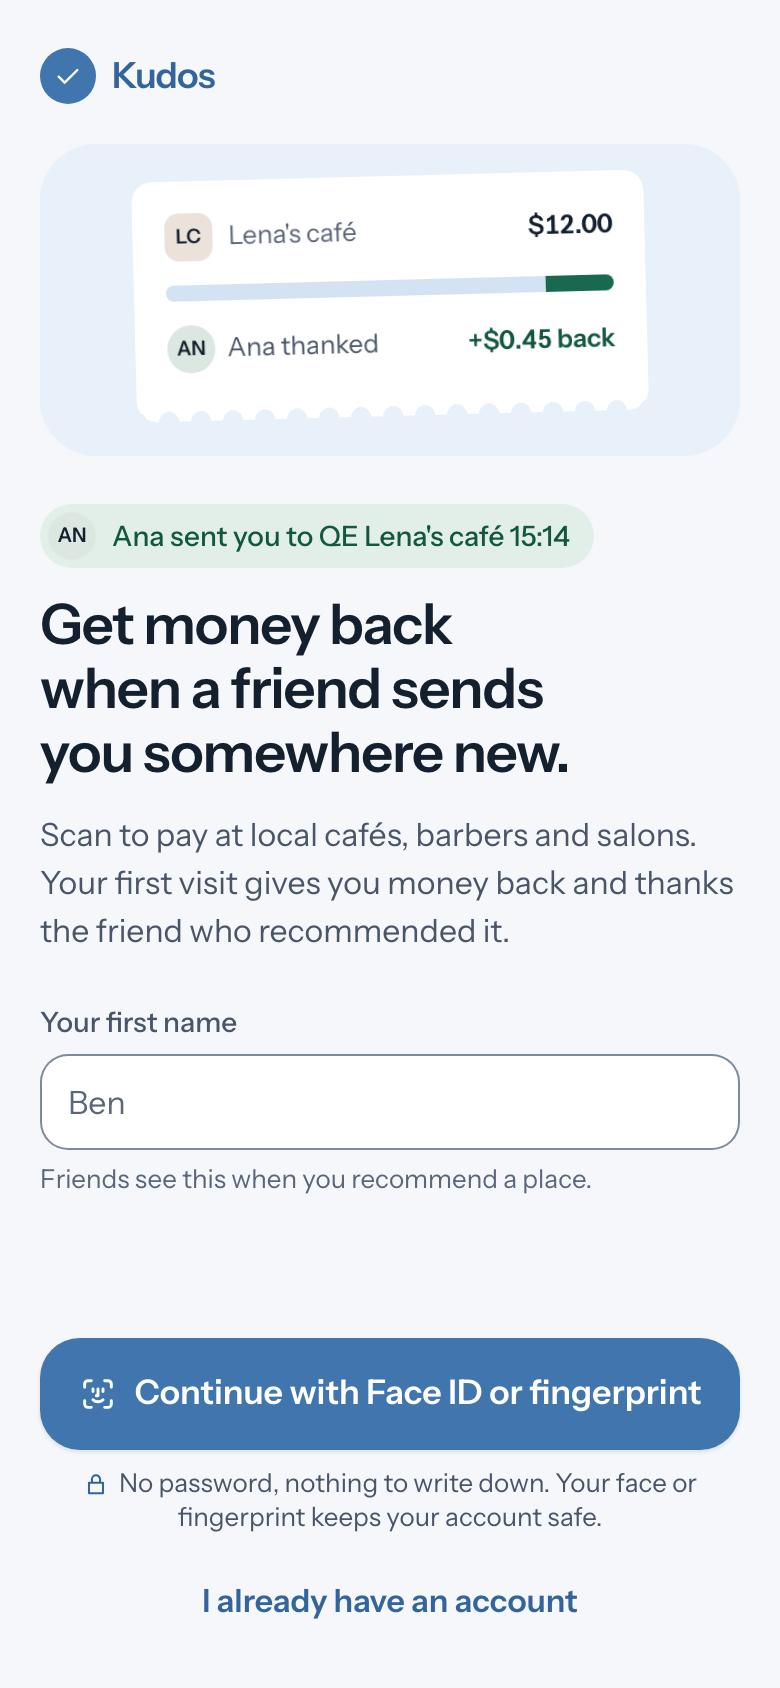 Kudos
LC Lena's café $12.00
AN Ana thanked +$0.45 back
AN Ana sent you to QE Lena's café 15:14
Get money back
when a friend sends
you somewhere new.
Scan to pay at local cafés, barbers and salons.
Your first visit gives you money back and thanks
the friend who recommended it.
Your first name
Ben
Friends see this when you recommend a place.
Continue with Face ID or fingerprint
No password, nothing to write down. Your face or
fingerprint keeps your account safe.
I already have an account